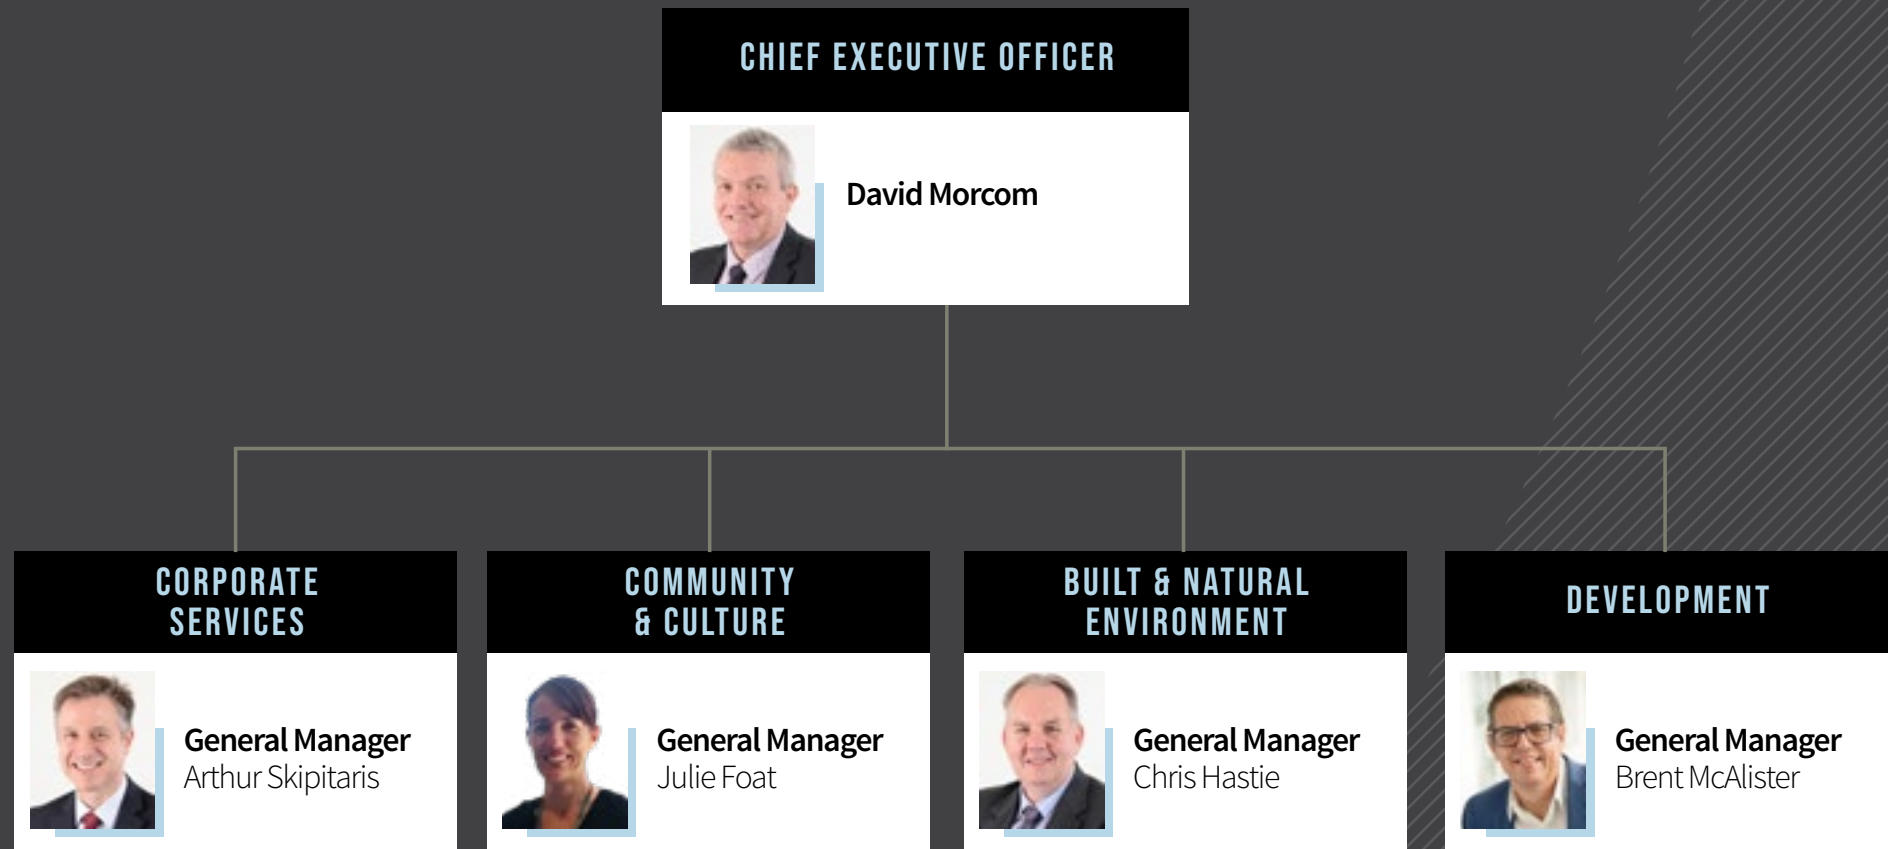 CHIEF EXECUTIVE OFFICER
David Morcom
CORPORATE
SERVICES
General Manager
Arthur Skipitaris
COMMUNITY
& CULTURE
General Manager
Julie Foat
BUILT & NATURAL
ENVIRONMENT
General Manager
Chris Hastie
DEVELOPMENT
General Manager
Brent McAlister